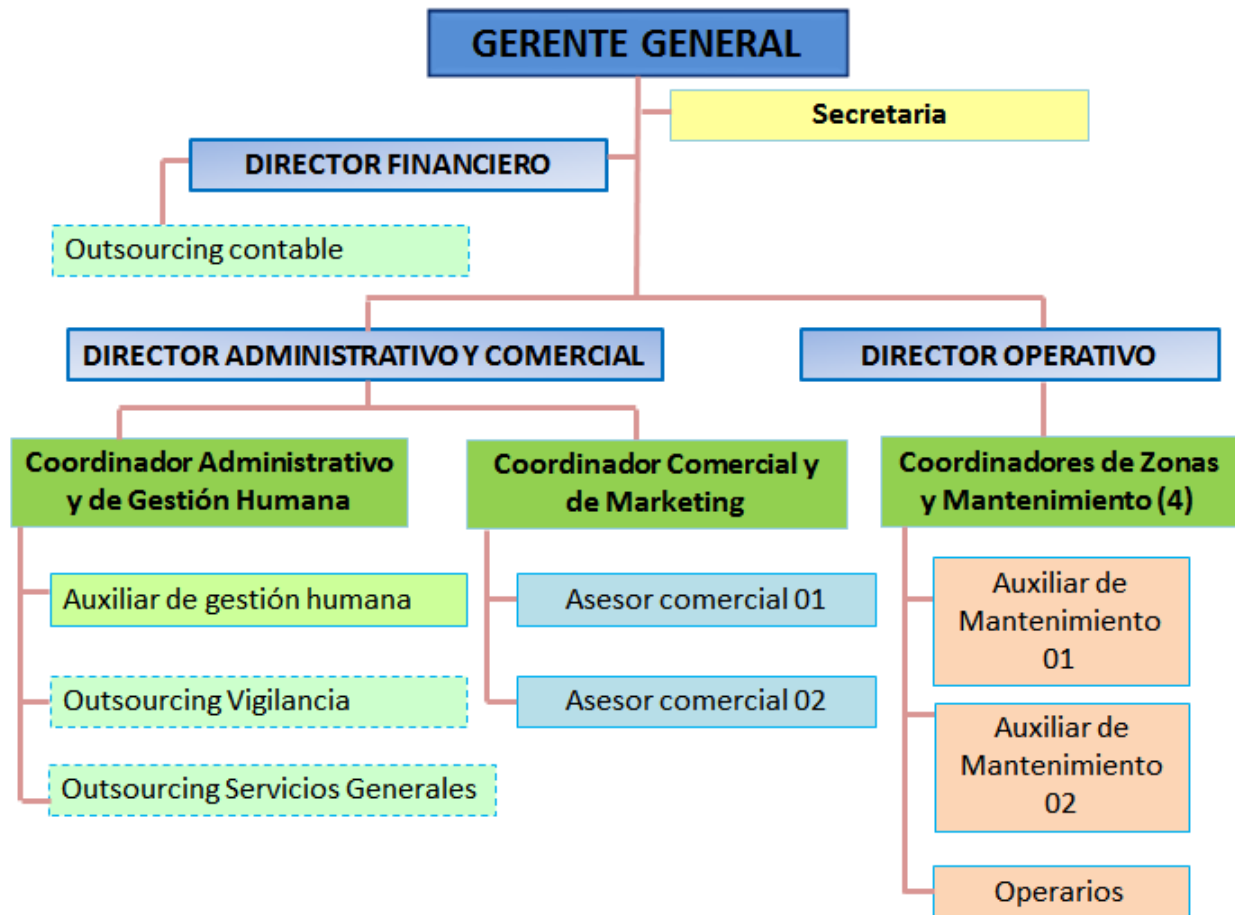 GERENTE GENERAL
Secretaria
DIRECTOR FINANCIERO
Outsourcing contable
DIRECTOR ADMINISTRATIVO Y COMERCIAL
DIRECTOR OPERATIVO
Coordinador Administrativo
y de Gestión Humana
Coordinador Comercial y
de Marketing
Coordinadores de Zonas
y Mantenimiento (4)
Auxiliar de gestión humana
Outsourcing Vigilancia
Outsourcing Servicios Generales
Asesor comercial 01
Asesor comercial 02
Auxiliar de
Mantenimiento
01
Auxiliar de
Mantenimiento
02
Operarios